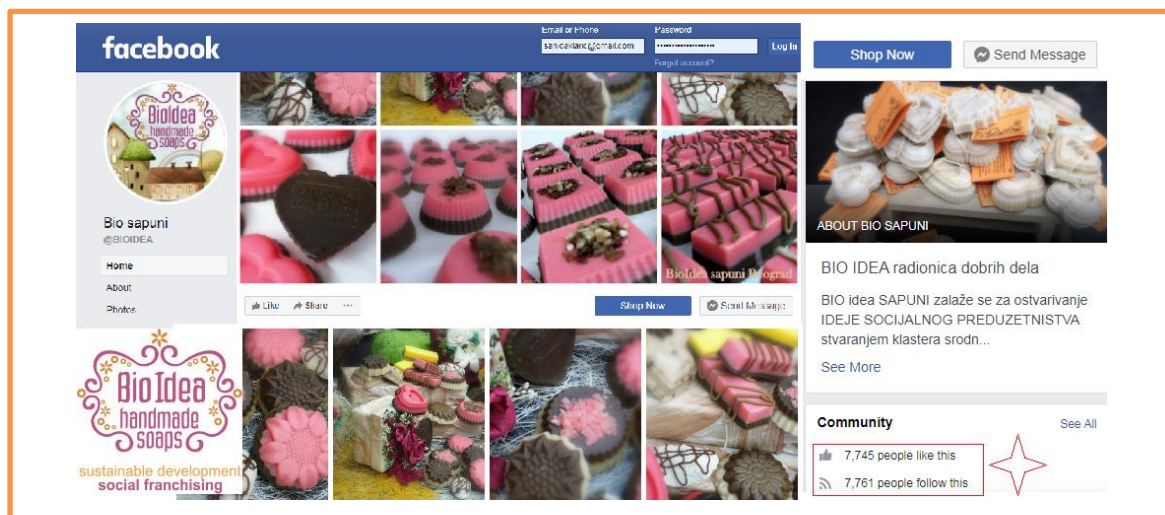 facebook
Email or Phone
Password
Log In
Forgot account?
BioIdea
handmade
soaps
Bio sapuni
@BIOIDEA
Home
About
Photos
BioIdea sapuni Beograd
Like
Share
Shop Now
Send Message
BioIdea
handmade
soaps
sustainable development
social franchising
Shop Now
Send Message
ABOUT BIO SAPUNI
BIO IDEA radionica dobrih dela
BIO idea SAPUNI zalaže se za ostvarivanje
IDEJE SOCIJALNOG PREDUZETNISTVA
stvaranjem klastera srodn...
See More
Community
See All
7,745 people like this
7,761 people follow this